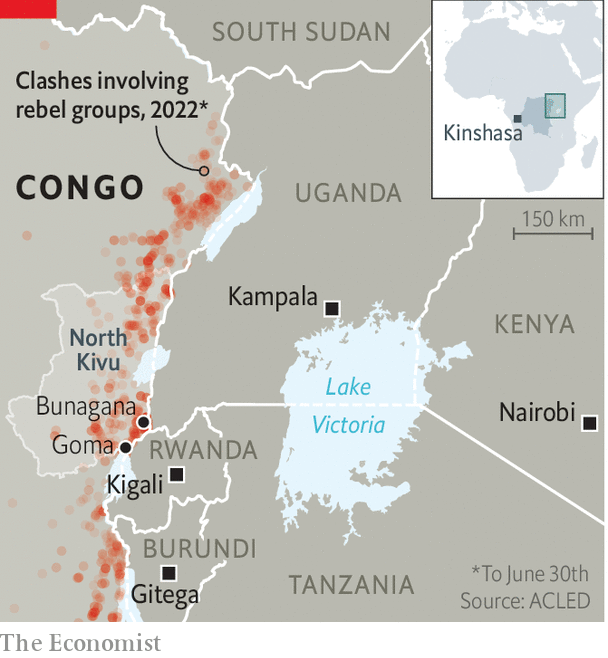 SOUTH SUDAN
Clashes involving
rebel groups, 2022*
Kinshasa
CONGO
UGANDA
150 km
Kampala
KENYA
North
Kivu
Lake
Victoria
Bunagana
Nairobi
Goma
RWANDA
Kigali
BURUNDI
Gitega
TANZANIA
*To June 30th
Source: ACLED
The Economist